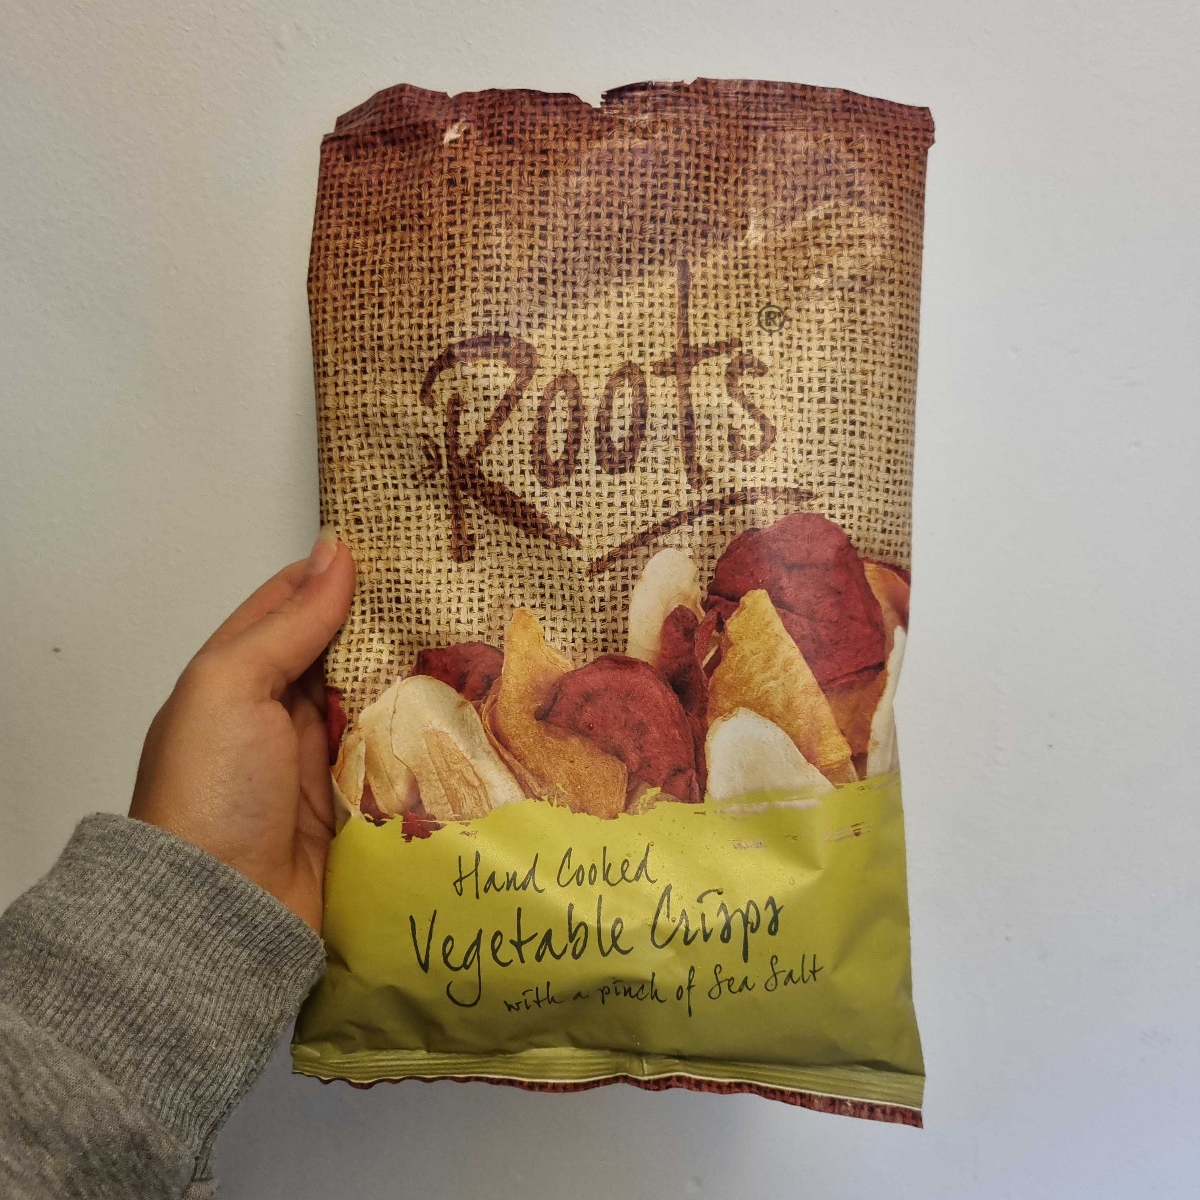 Roots®
Hand Cooked
Vegetable Crisps
with a pinch of Sea Salt